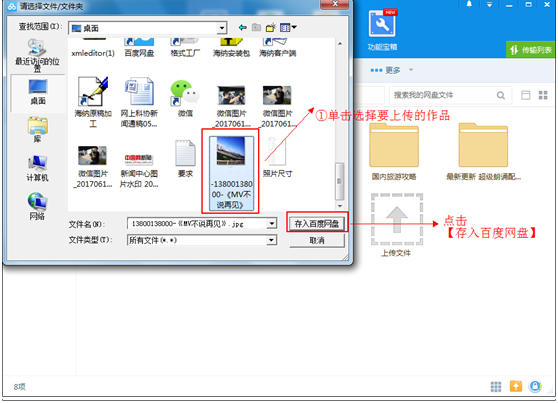 请选择文件/文件夹
查找范围(I):
桌面
最近访问的位置
桌面
库
计算机
网络
xmleditor(1)
百度网盘
格式工厂
海纳安装包
海纳客户端
海纳原稿加工
网上科协新闻通稿05...
微信
微信图片_2017061...
微信图片_2017061...
微信图片_2017061...
新闻中心图片水印 20...
要求
-13800138000-《MV不说再见》
照片尺寸
文件名(N):
13800138000-《MV不说再见》.jpg
存入百度网盘
文件类型(T):
所有文件(*.*)
取消
①单击选择要上传的作品
点击
【存入百度网盘】
NEW
功能宝箱
传输列表
更多
搜索我的网盘文件
国内旅游攻略
最新更新 超级前调配...
上传文件
8项